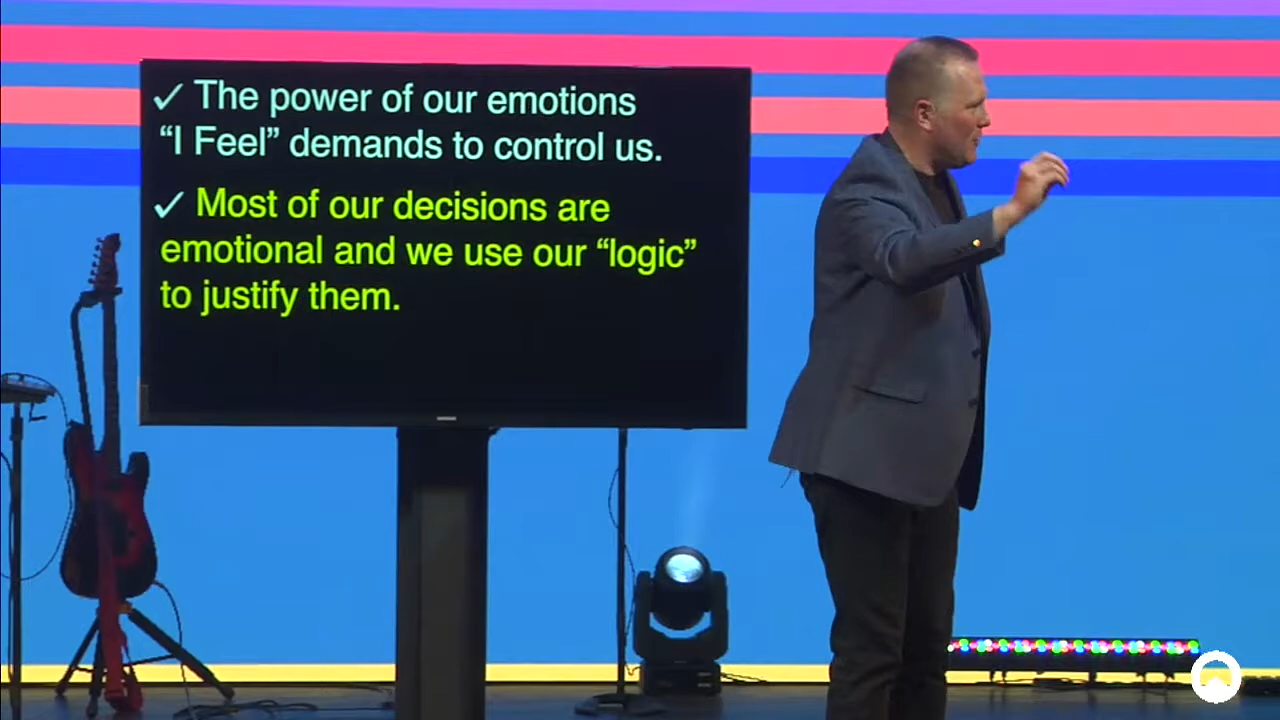 ✓ The power of our emotions
“I Feel” demands to control us.
✓ Most of our decisions are
emotional and we use our “logic”
to justify them.